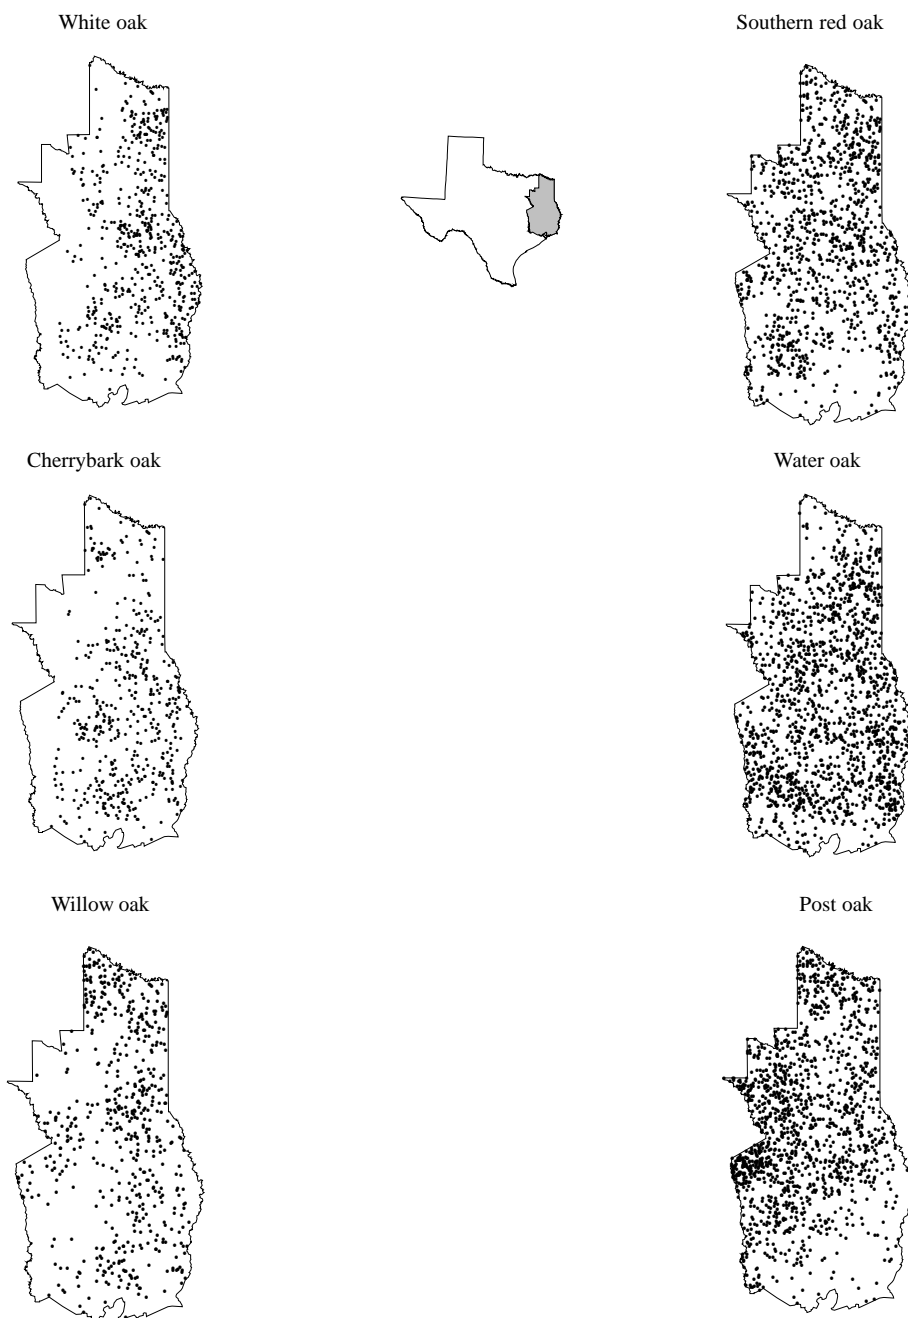 White oak
Southern red oak
Cherrybark oak
Water oak
Willow oak
Post oak